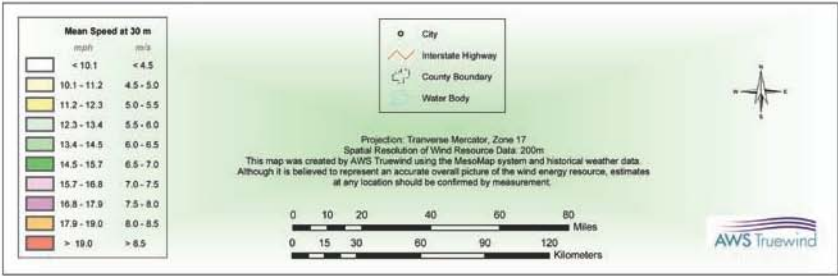 Mean Speed at 30 m
mph m/s
< 10.1 < 4.5
10.1 - 11.2 4.5 - 5.0
11.2 - 12.3 5.0 - 5.5
12.3 - 13.4 5.5 - 6.0
13.4 - 14.5 6.0 - 6.5
14.5 - 15.7 6.5 - 7.0
15.7 - 16.8 7.0 - 7.5
16.8 - 17.9 7.5 - 8.0
17.9 - 19.0 8.0 - 8.5
> 19.0 > 8.5
City
Interstate Highway
County Boundary
Water Body
N
W E
S
Projection: Tranverse Mercator, Zone 17
Spatial Resolution of Wind Resource Data: 200m
This map was created by AWS Truewind using the MesoMap system and historical weather data.
Although it is believed to represent an accurate overall picture of the wind energy resource, estimates
at any location should be confirmed by measurement.
0 10 20 40 60 80
Miles
0 15 30 60 90 120
Kilometers
AWS Truewind